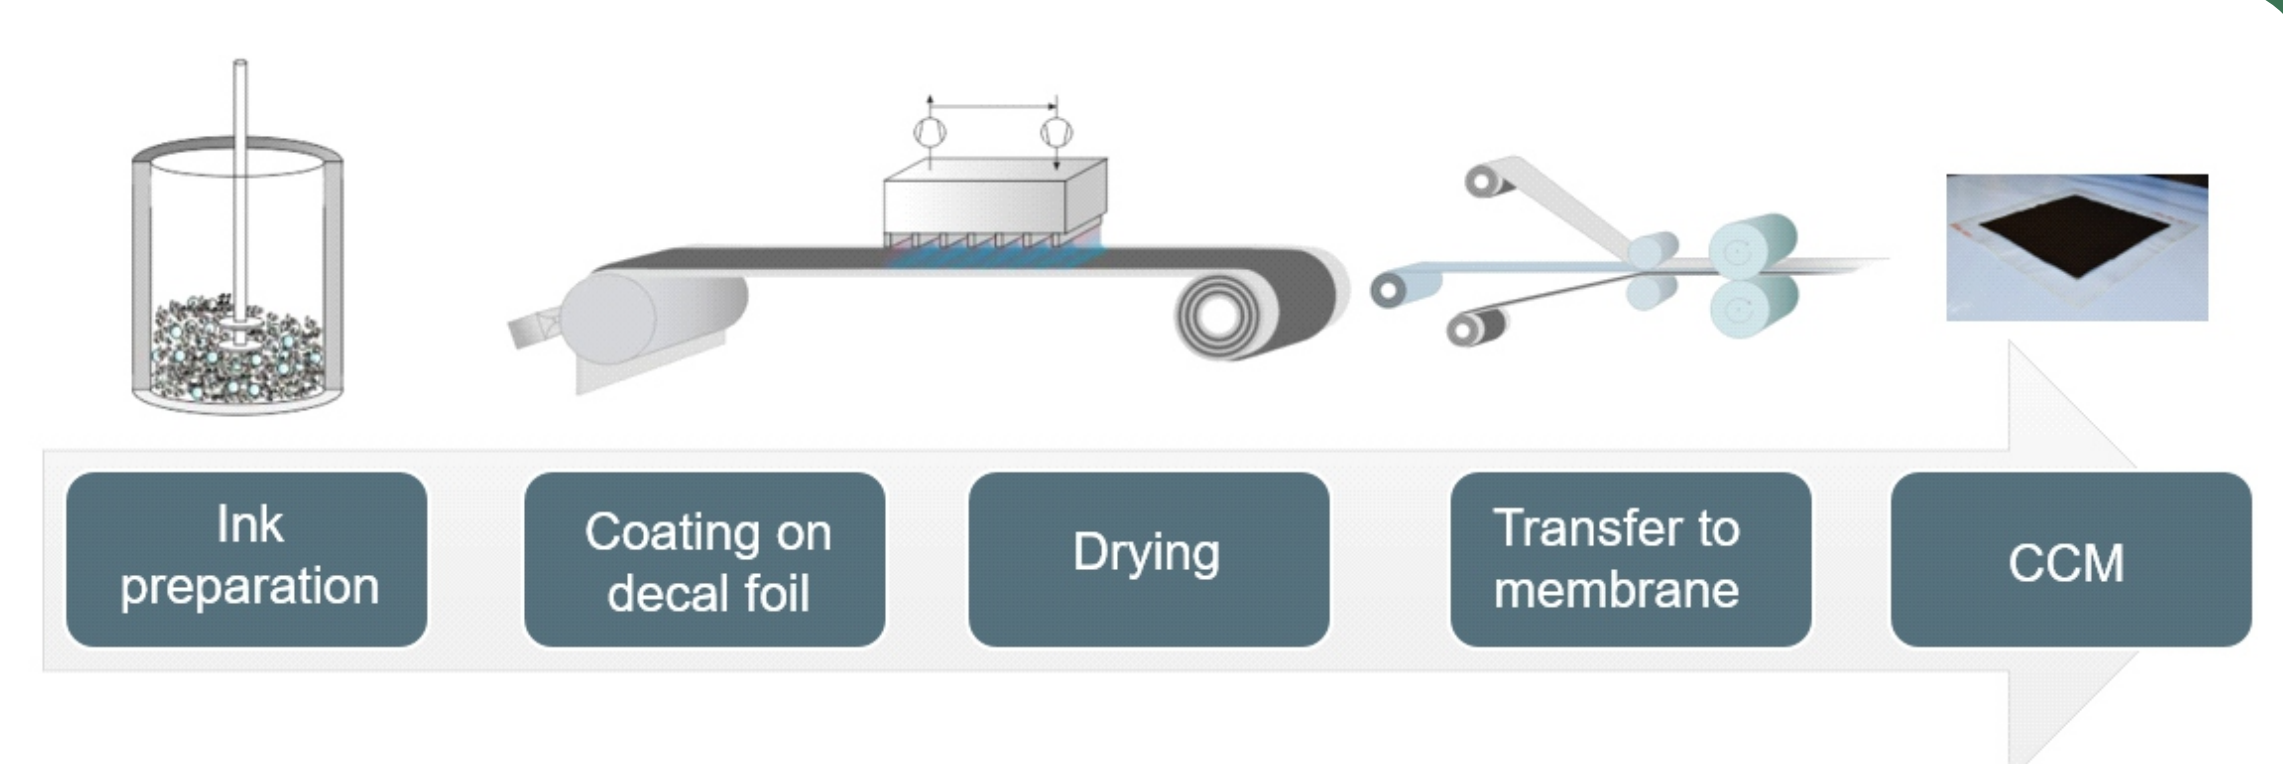 Ink
preparation
Coating on
decal foil
Drying
Transfer to
membrane
CCM